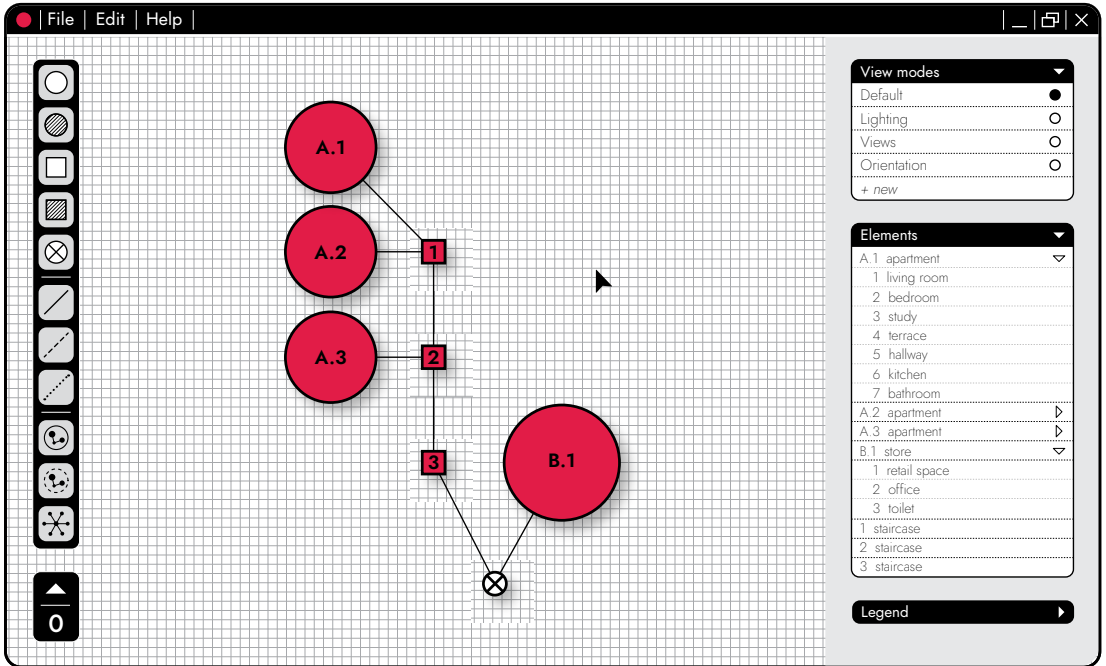 File Edit Help
A.1
A.2
A.3
1
2
3
B.1
0
View modes
Default
Lighting
Views
Orientation
+ new
Elements
A.1 apartment
1 living room
2 bedroom
3 study
4 terrace
5 hallway
6 kitchen
7 bathroom
A.2 apartment
A.3 apartment
B.1 store
1 retail space
2 office
3 toilet
1 staircase
2 staircase
3 staircase
Legend